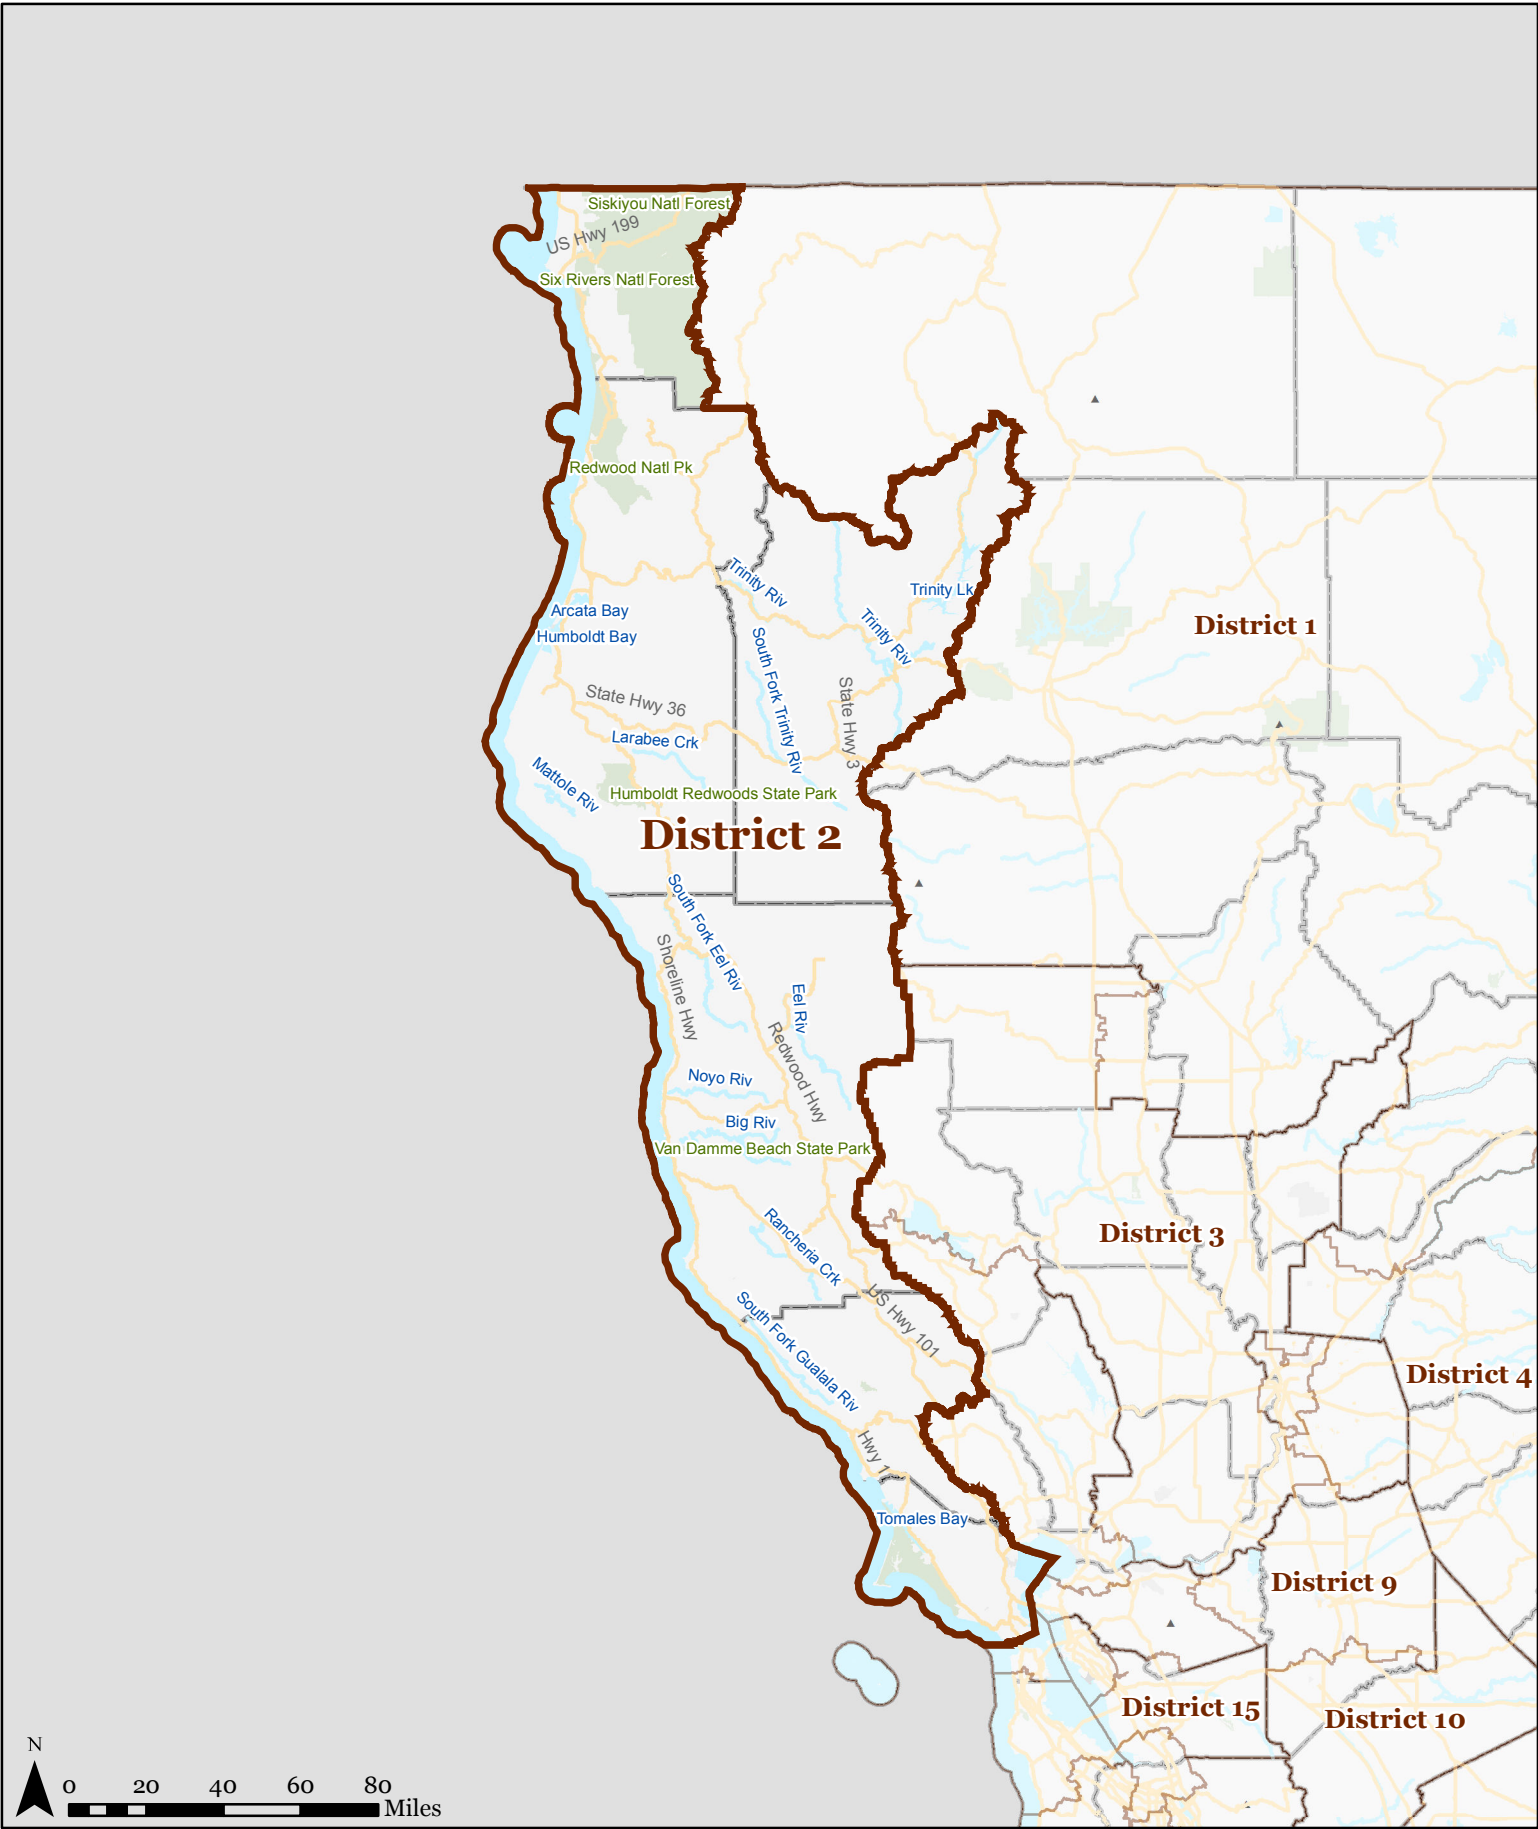 Siskiyou Natl Forest
US Hwy 199
Six Rivers Natl Forest
Redwood Natl Pk
Trinity Riv
Trinity Lk
Arcata Bay
Humboldt Bay
Trinity Riv
District 1
South Fork Trinity Riv
State Hwy 3
State Hwy 36
Larabee Crk
Mattole Riv
Humboldt Redwoods State Park
District 2
South Fork Eel Riv
Shoreline Hwy
Eel Riv
Redwood Hwy
Noyo Riv
Big Riv
Van Damme Beach State Park
Rancheria Crk
District 3
US Hwy 101
South Fork Gualala Riv
District 4
Hwy 1
Tomales Bay
District 9
District 15
District 10
N
0 20 40 60 80
Miles